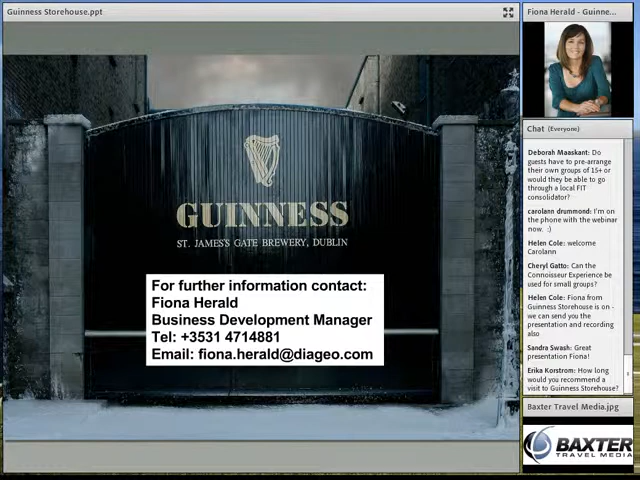 Guinness Storehouse.ppt
GUINNESS
ST. JAMES'S GATE BREWERY, DUBLIN
For further information contact:
Fiona Herald
Business Development Manager
Tel: +3531 4714881
Email: fiona.herald@diageo.com
Fiona Herald - Guinne...
Chat (Everyone)
Deborah Maaskant: Do
guests have to pre-arrange
their own groups of 15+ or
would they be able to go
through a local FIT
consolidator?
carolann drummond: I'm on
the phone with the webinar
now. :)
Helen Cole: welcome
Carolann
Cheryl Gatto: Can the
Connoisseur Experience be
used for small groups?
Helen Cole: Fiona from
Guinness Storehouse is on -
we can send you the
presentation and recording
also
Sandra Swash: Great
presentation Fiona!
Erika Korstrom: How long
would you recommend a
visit to Guinness Storehouse?
Baxter Travel Media.jpg
BAXTER
TRAVEL MEDIA